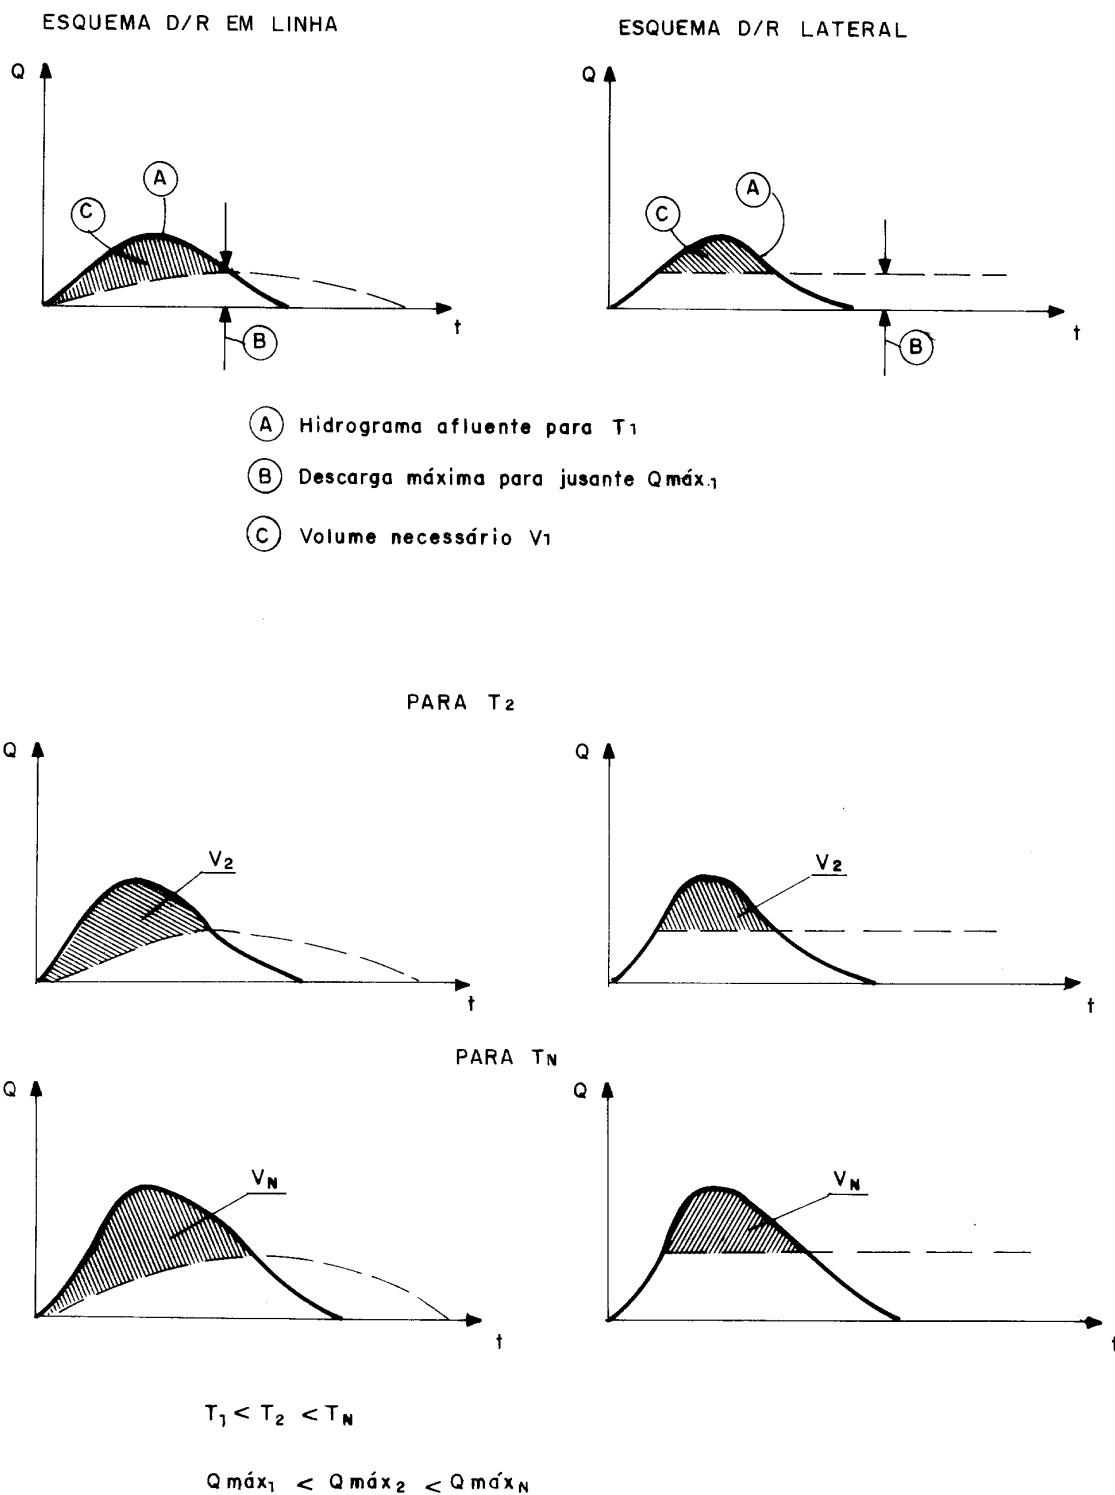 ESQUEMA D/R EM LINHA
ESQUEMA D/R LATERAL
Q
A
C
B
t
Q
A
C
B
t
A Hidrograma afluente para T1
B Descarga máxima para jusante Qmáx.1
C Volume necessário V1
PARA T2
Q
V2
t
Q
V2
t
PARA TN
Q
VN
t
Q
VN
t
T1 < T2 < TN
Qmáx1 < Qmáx2 < QmáxN